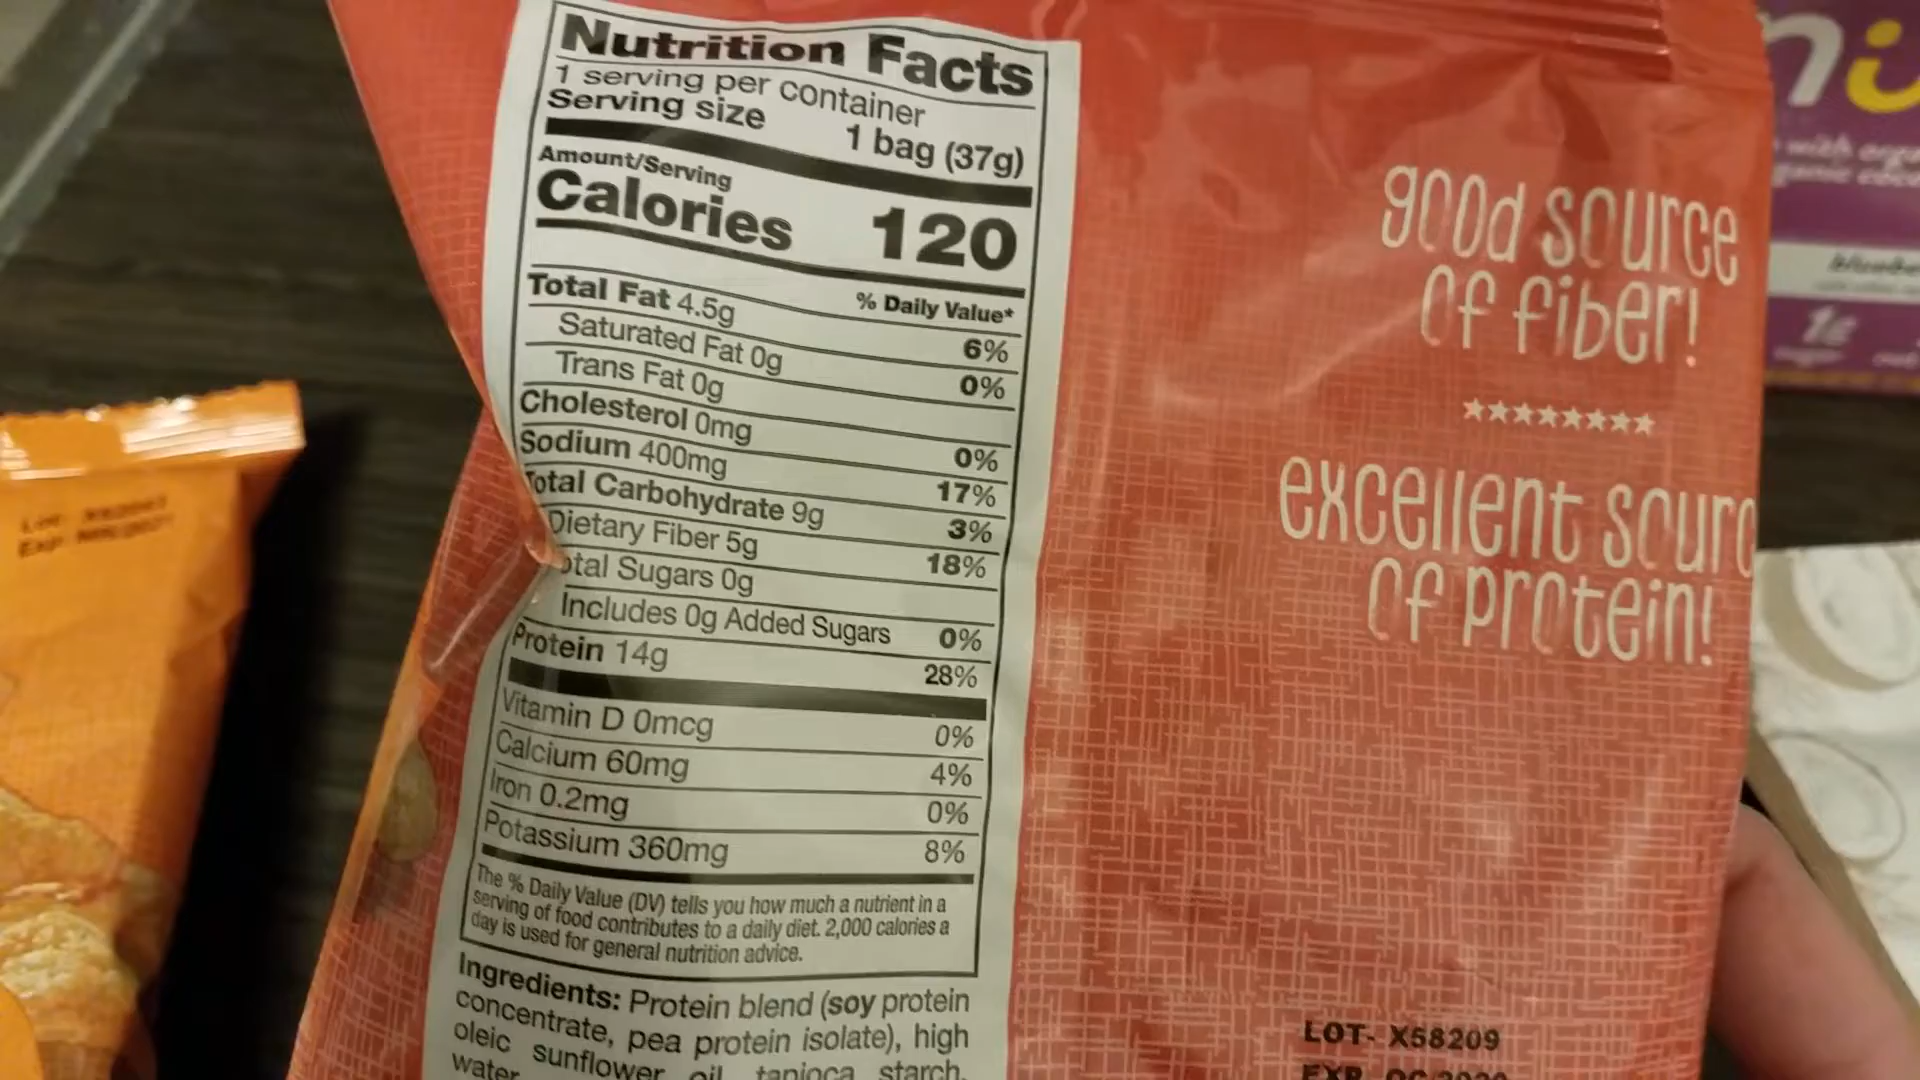 Nutrition Facts
1 serving per container
Serving size 1 bag (37g)
Amount/Serving
Calories 120
% Daily Value*
Total Fat 4.5g 6%
Saturated Fat 0g 0%
Trans Fat 0g
Cholesterol 0mg 0%
Sodium 400mg 17%
otal Carbohydrate 9g 3%
Dietary Fiber 5g 18%
otal Sugars 0g
Includes 0g Added Sugars 0%
Protein 14g 28%
Vitamin D 0mcg 0%
Calcium 60mg 4%
Iron 0.2mg 0%
Potassium 360mg 8%
The % Daily Value (DV) tells you how much a nutrient in a
serving of food contributes to a daily diet. 2,000 calories a
day is used for general nutrition advice.
Ingredients: Protein blend (soy protein
concentrate, pea protein isolate), high
oleic sunflower oil, tapioca starch,
water
good source
of fiber!
excellent sourc
of protein!
LOT- X58209